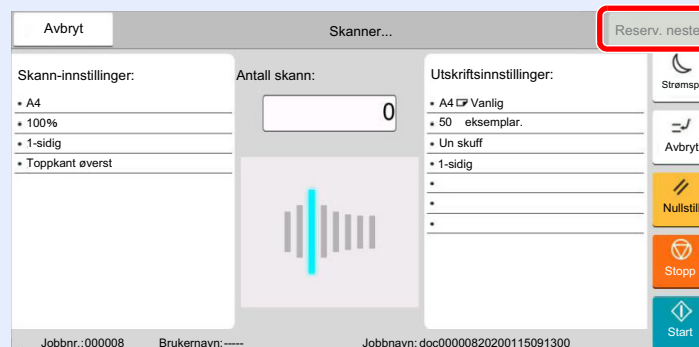 Avbryt
Skanner...
Reserv. neste
Skann-innstillinger:
A4
100%
1-sidig
Toppkant øverst
Antall skann:
0
Utskriftsinnstillinger:
A4 Vanlig
50 eksemplar.
Un skuff
1-sidig
Strømsp
Avbryt
Nullstill
Stopp
Start
Jobbnr.:000008 Brukernavn:----- Jobbnavn:doc00000820200115091300